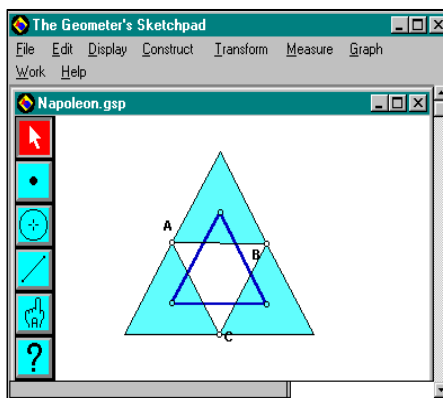 The Geometer's Sketchpad
File Edit Display Construct Transform Measure Graph
Work Help
Napoleon.gsp
A
B
C
A
?